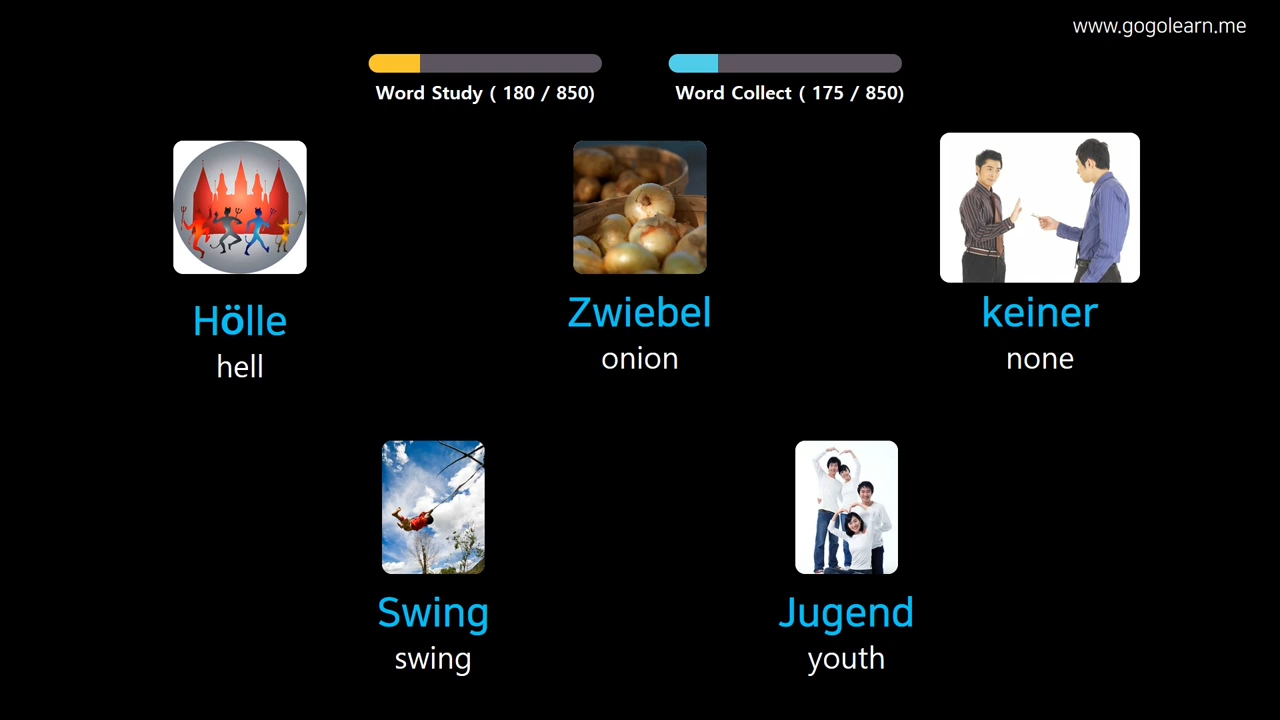 www.gogolearn.me
Word Study ( 180 / 850)
Word Collect ( 175 / 850)
Hölle
hell
Zwiebel
onion
keiner
none
Swing
swing
Jugend
youth